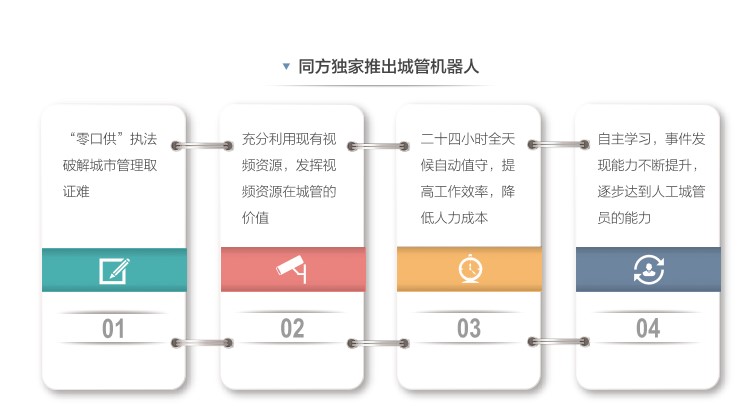 同方独家推出城管机器人
“零口供”执法
破解城市管理取
证难
01
充分利用现有视
频资源，发挥视
频资源在城管的
价值
02
二十四小时全天
候自动值守，提
高工作效率，降
低人力成本
03
自主学习，事件发
现能力不断提升，
逐步达到人工城管
员的能力
04